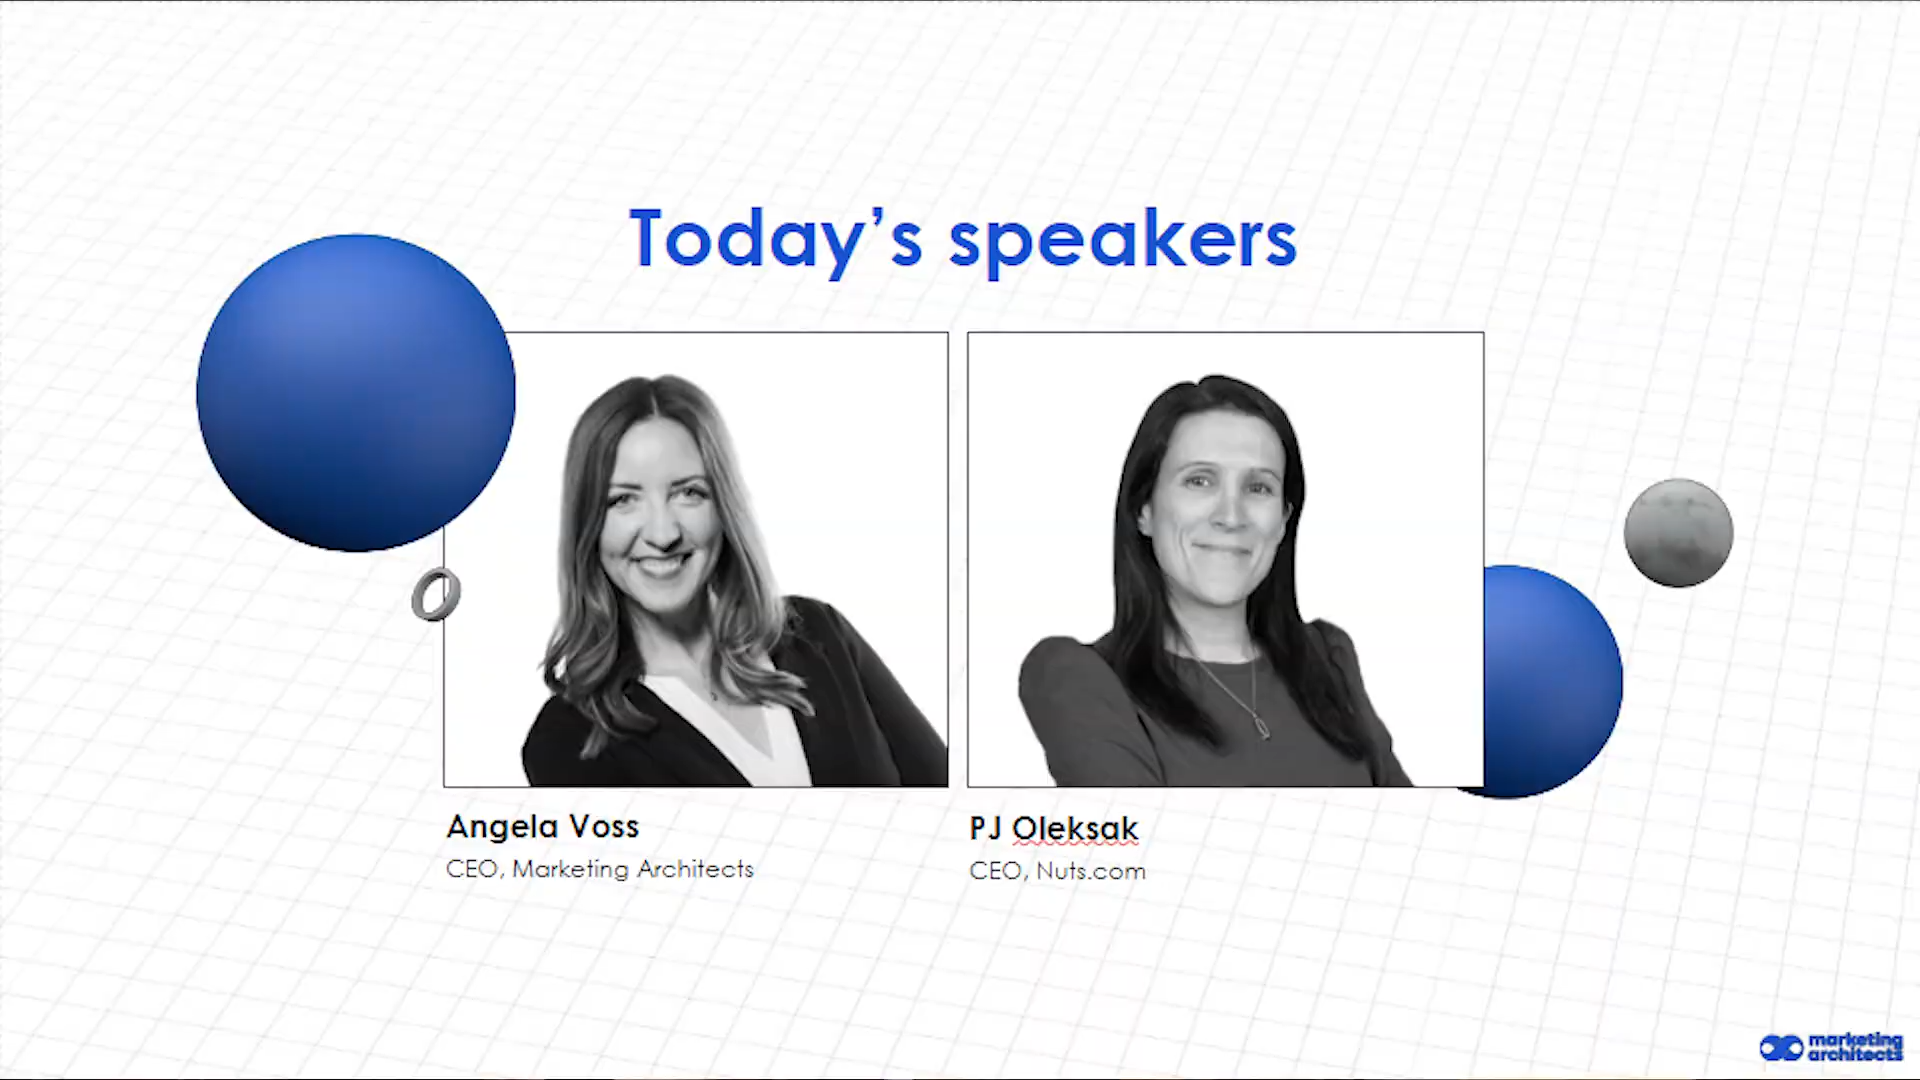 Today's speakers
Angela Voss
CEO, Marketing Architects
PJ Oleksak
CEO, Nuts.com
marketing
architects